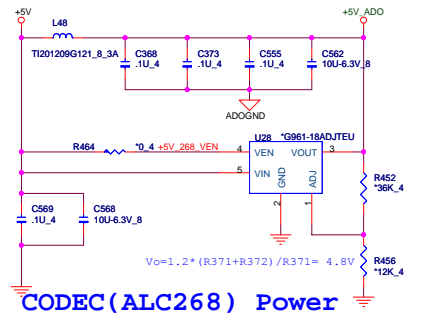 +5V
+5V_ADO
L48
TI201209G121_8_3A
C368
.1U_4
C373
.1U_4
C555
.1U_4
C562
10U-6.3V_8
ADOGND
U28
*G961-18ADJTEU
R464
*0_4
+5V_268_VEN
4
VEN
VOUT
3
5
VIN
GND
ADJ
2
1
R452
*36K_4
C569
.1U_4
C568
10U-6.3V_8
Vo=1.2*(R371+R372)/R371= 4.8V
R456
*12K_4
CODEC(ALC268) Power